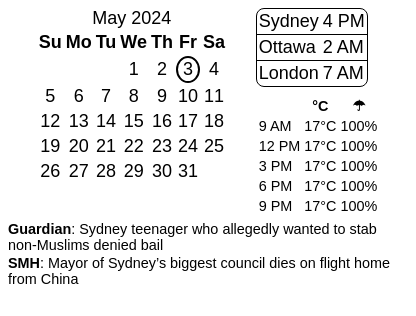 May 2024
Su Mo Tu We Th Fr Sa
1 2 3 4
5 6 7 8 9 10 11
12 13 14 15 16 17 18
19 20 21 22 23 24 25
26 27 28 29 30 31
Sydney 4 PM
Ottawa 2 AM
London 7 AM
°C ☂
9 AM 17°C 100%
12 PM 17°C 100%
3 PM 17°C 100%
6 PM 17°C 100%
9 PM 17°C 100%
Guardian: Sydney teenager who allegedly wanted to stab
non-Muslims denied bail
SMH: Mayor of Sydney’s biggest council dies on flight home
from China